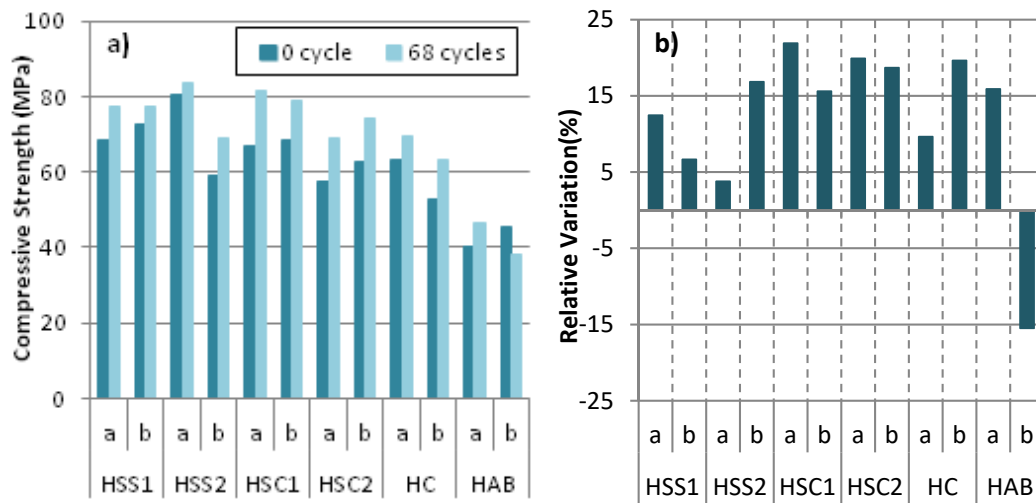 a)
0 cycle 68 cycles
Compressive Strength (MPa)
100
80
60
40
20
0
a b a b a b a b a b a b
HSS1 HSS2 HSC1 HSC2 HC HAB
b)
Relative Variation(%)
25
15
5
-5
-15
-25
a b a b a b a b a b a b
HSS1 HSS2 HSC1 HSC2 HC HAB